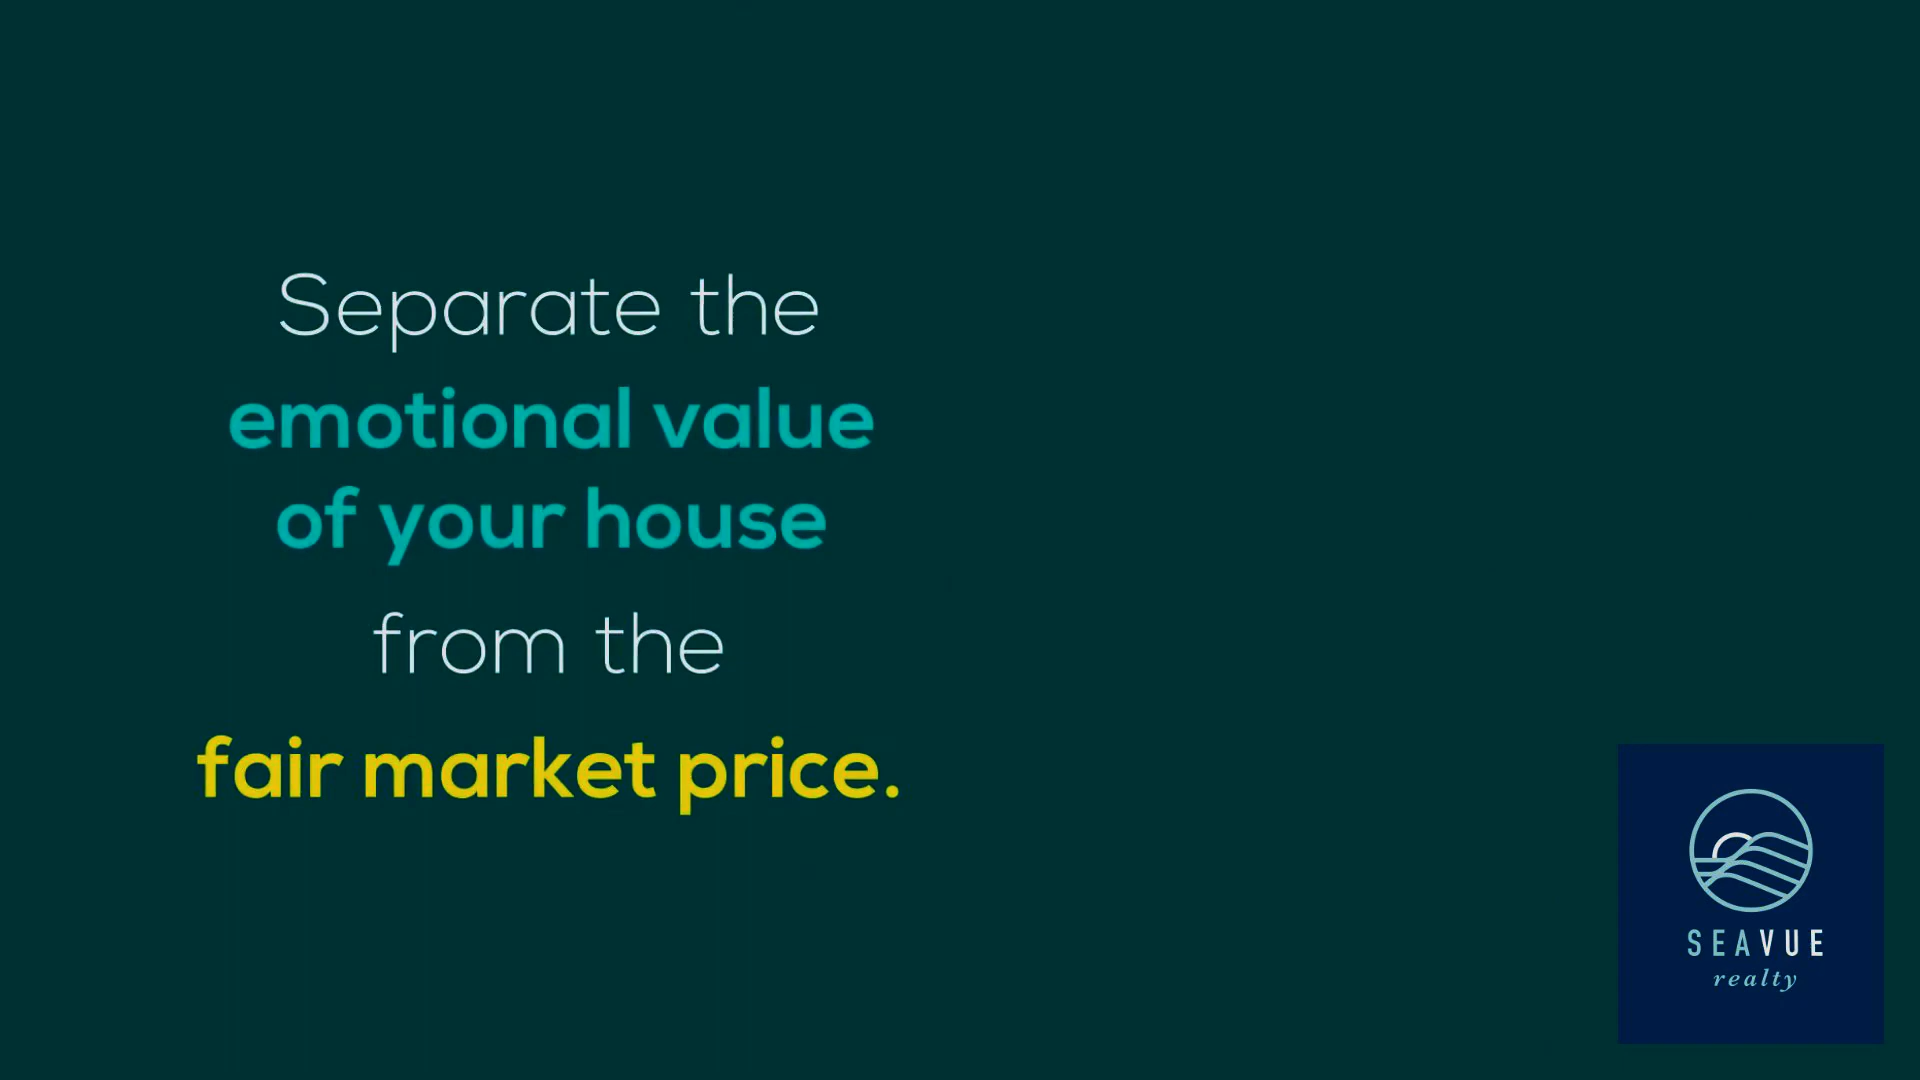 Separate the
emotional value
of your house
from the
fair market price.
SEAVUE
realty